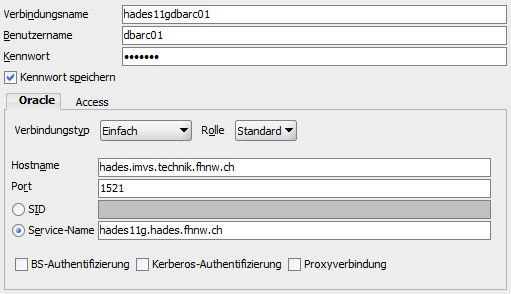 Verbindungsname hades11gdbarc01
Benutzername dbarc01
Kennwort •••••••
Kennwort speichern
Oracle Access
Verbindungstyp Einfach Rolle Standard
Hostname hades.imvs.technik.fhnw.ch
Port 1521
SID
Service-Name hades11g.hades.fhnw.ch
BS-Authentifizierung Kerberos-Authentifizierung Proxyverbindung